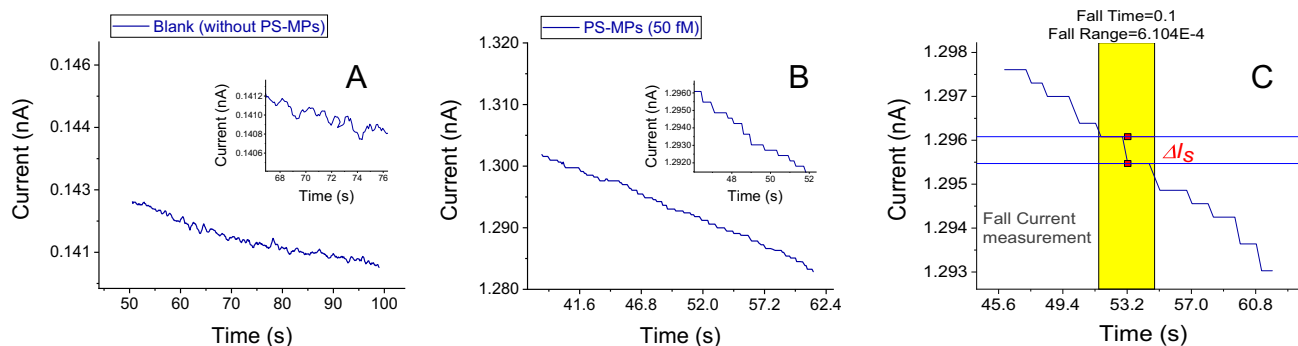 Blank (without PS-MPs)
A
Current (nA)
0.146
0.144
0.143
0.141
50 60 70 80 90 100
Time (s)
Current (nA)
0.1412
0.1410
0.1408
0.1406
68 70 72 74 76
Time (s)
PS-MPs (50 fM)
B
Current (nA)
1.320
1.310
1.300
1.290
1.280
41.6 46.8 52.0 57.2 62.4
Time (s)
Current (nA)
1.2960
1.2950
1.2940
1.2930
1.2920
48 50 52
Time (s)
Fall Time=0.1
Fall Range=6.104E-4
C
Current (nA)
1.298
1.297
1.296
1.295
1.294
1.293
ΔIs
Fall Current
measurement
45.6 49.4 53.2 57.0 60.8
Time (s)